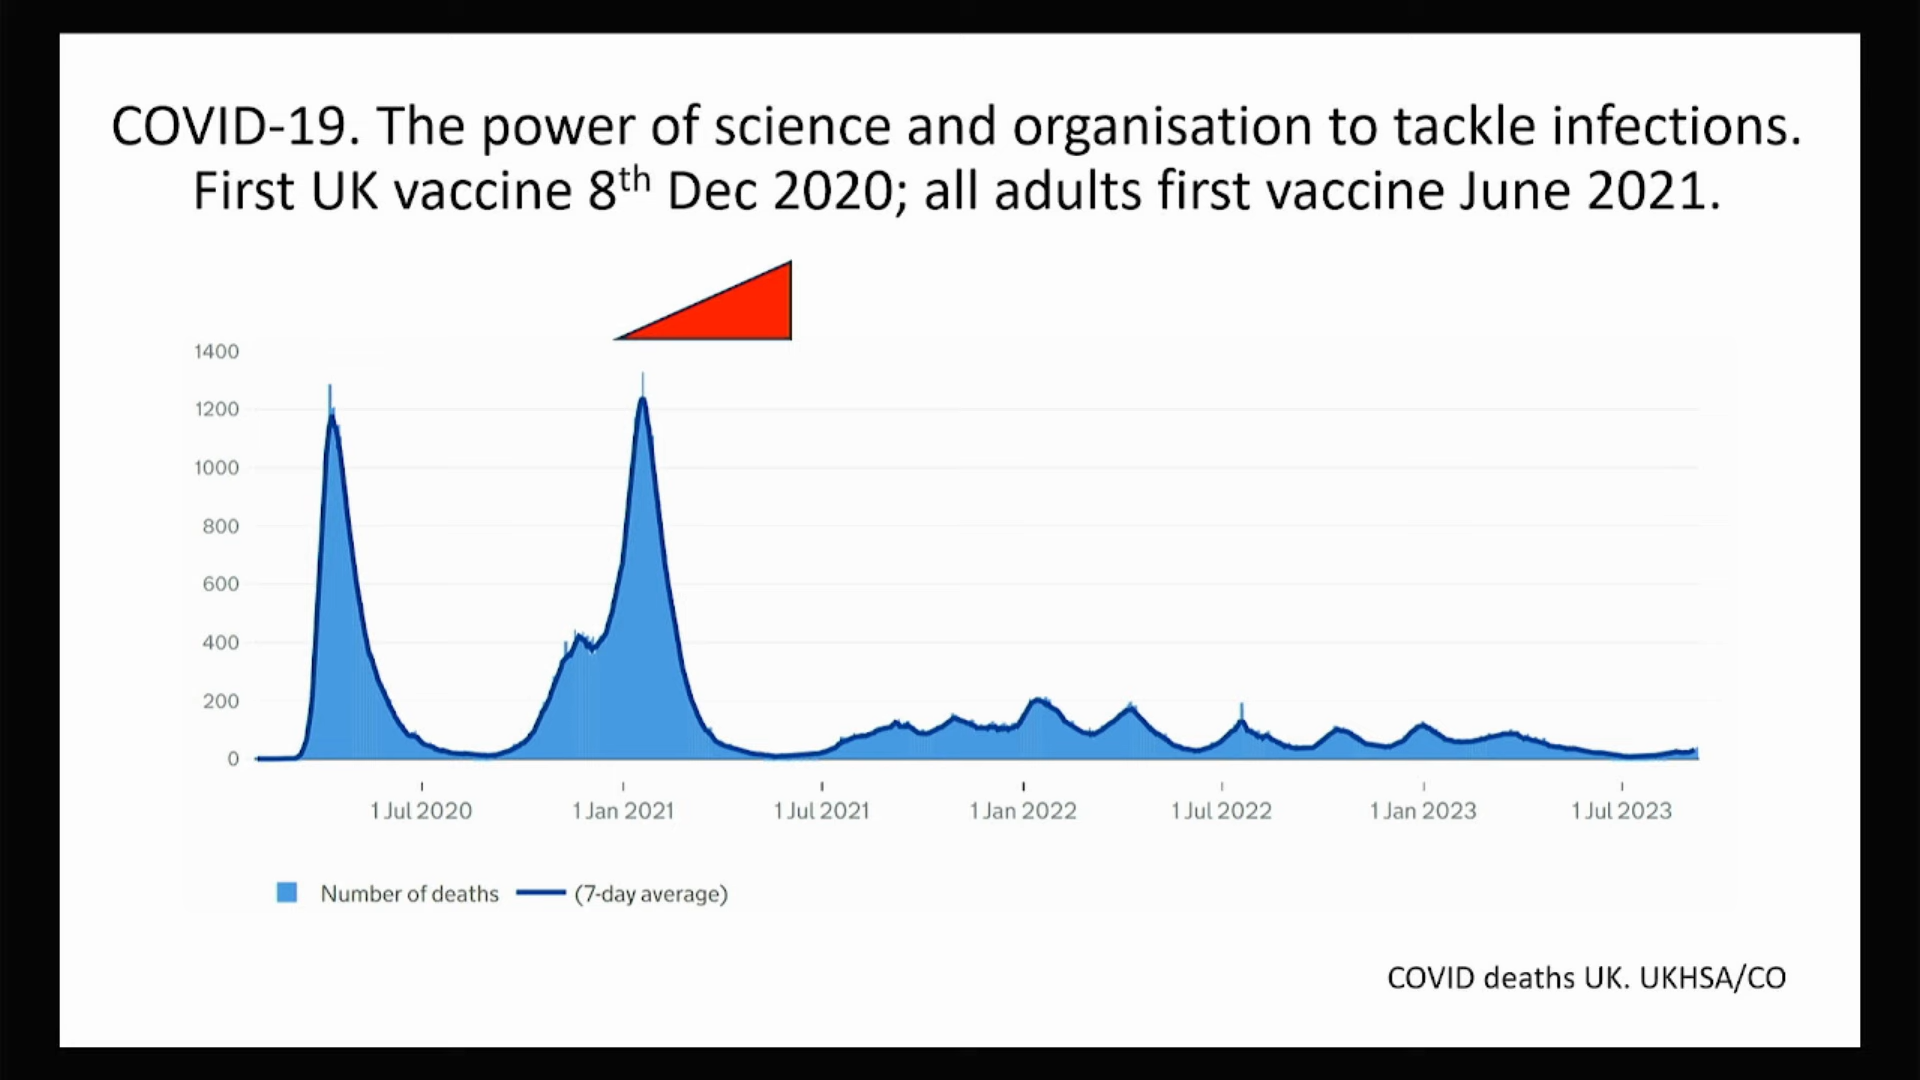 COVID-19. The power of science and organisation to tackle infections.
First UK vaccine 8th Dec 2020; all adults first vaccine June 2021.
1400
1200
1000
800
600
400
200
0
1 Jul 2020 1 Jan 2021 1 Jul 2021 1 Jan 2022 1 Jul 2022 1 Jan 2023 1 Jul 2023
Number of deaths (7-day average)
COVID deaths UK. UKHSA/CO